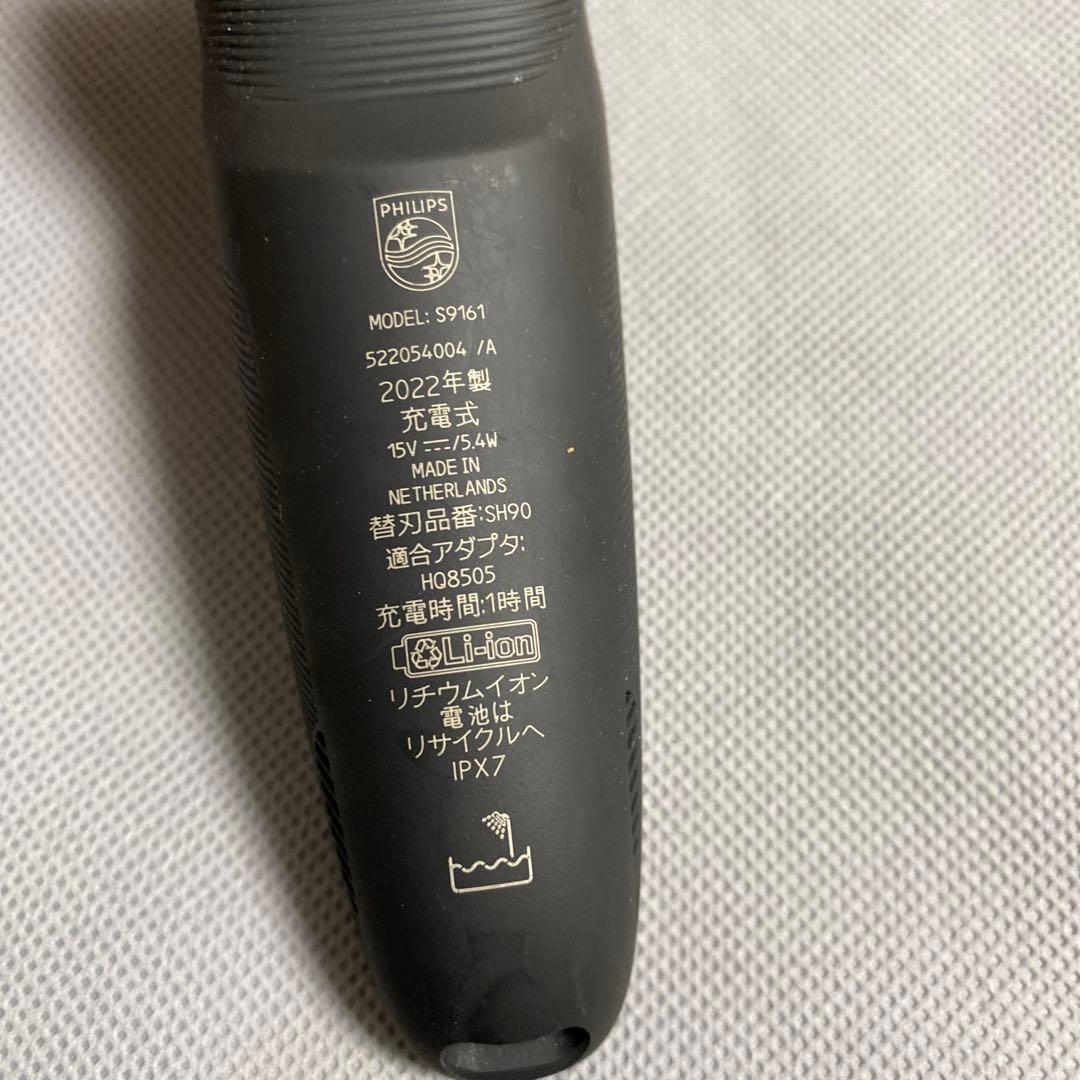 PHILIPS
MODEL: S9161
522054004 /A
2022年製
充電式
15V ⎓/5.4W
MADE IN
NETHERLANDS
替刃品番:SH90
適合アダプタ:
HQ8505
充電時間:1時間
Li-ion
リチウムイオン
電池は
リサイクルへ
IPX7